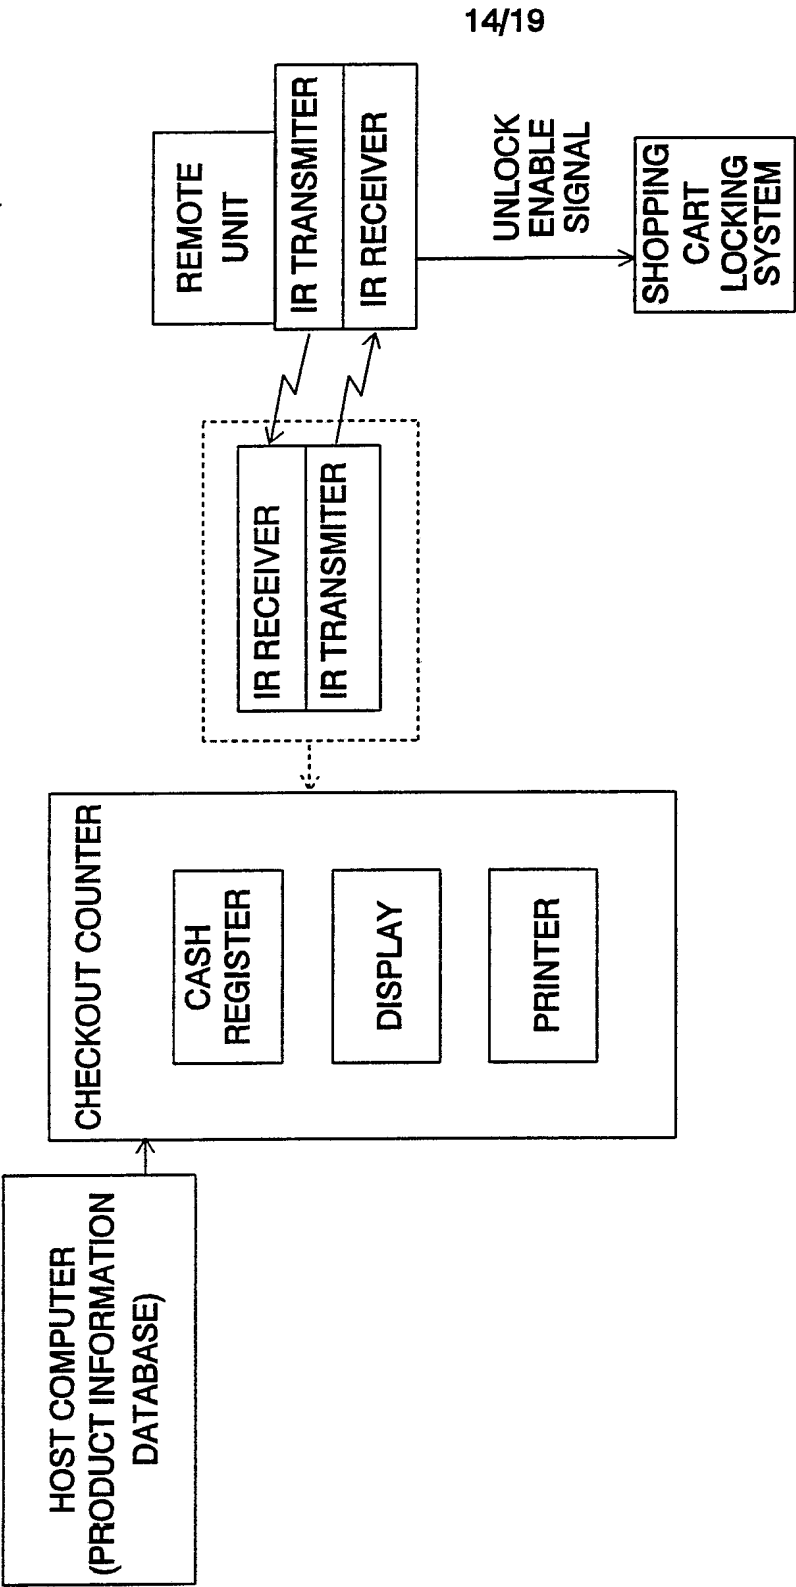 14/19
HOST COMPUTER
(PRODUCT INFORMATION
DATABASE)
CHECKOUT COUNTER
CASH
REGISTER
DISPLAY
PRINTER
IR RECEIVER
IR TRANSMITER
REMOTE
UNIT
IR TRANSMITER
IR RECEIVER
UNLOCK
ENABLE
SIGNAL
SHOPPING
CART
LOCKING
SYSTEM